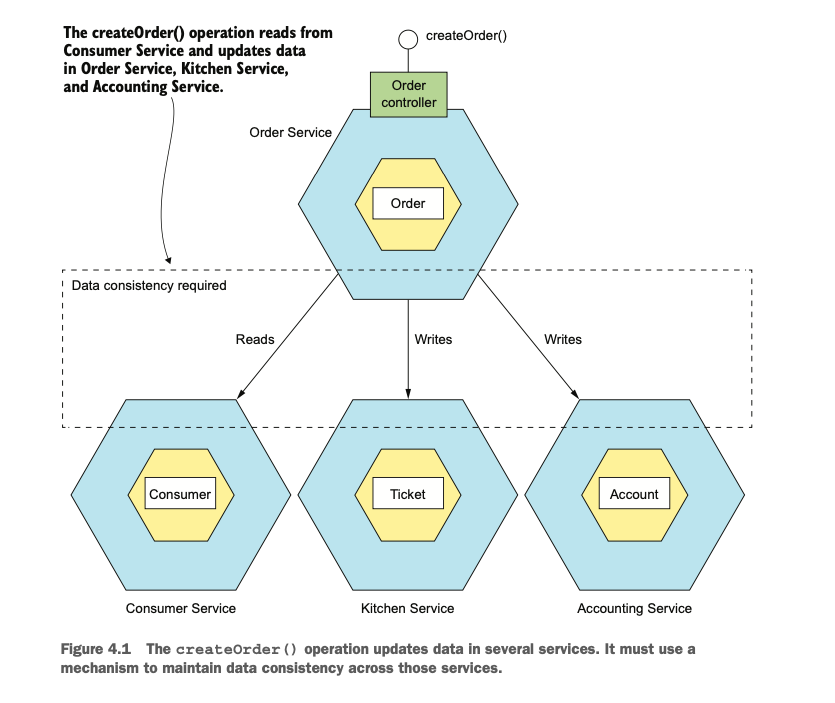 The createOrder() operation reads from
Consumer Service and updates data
in Order Service, Kitchen Service,
and Accounting Service.
createOrder()
Order
controller
Order Service
Order
Data consistency required
Reads
Writes
Writes
Consumer
Ticket
Account
Consumer Service
Kitchen Service
Accounting Service
Figure 4.1 The createOrder() operation updates data in several services. It must use a
mechanism to maintain data consistency across those services.